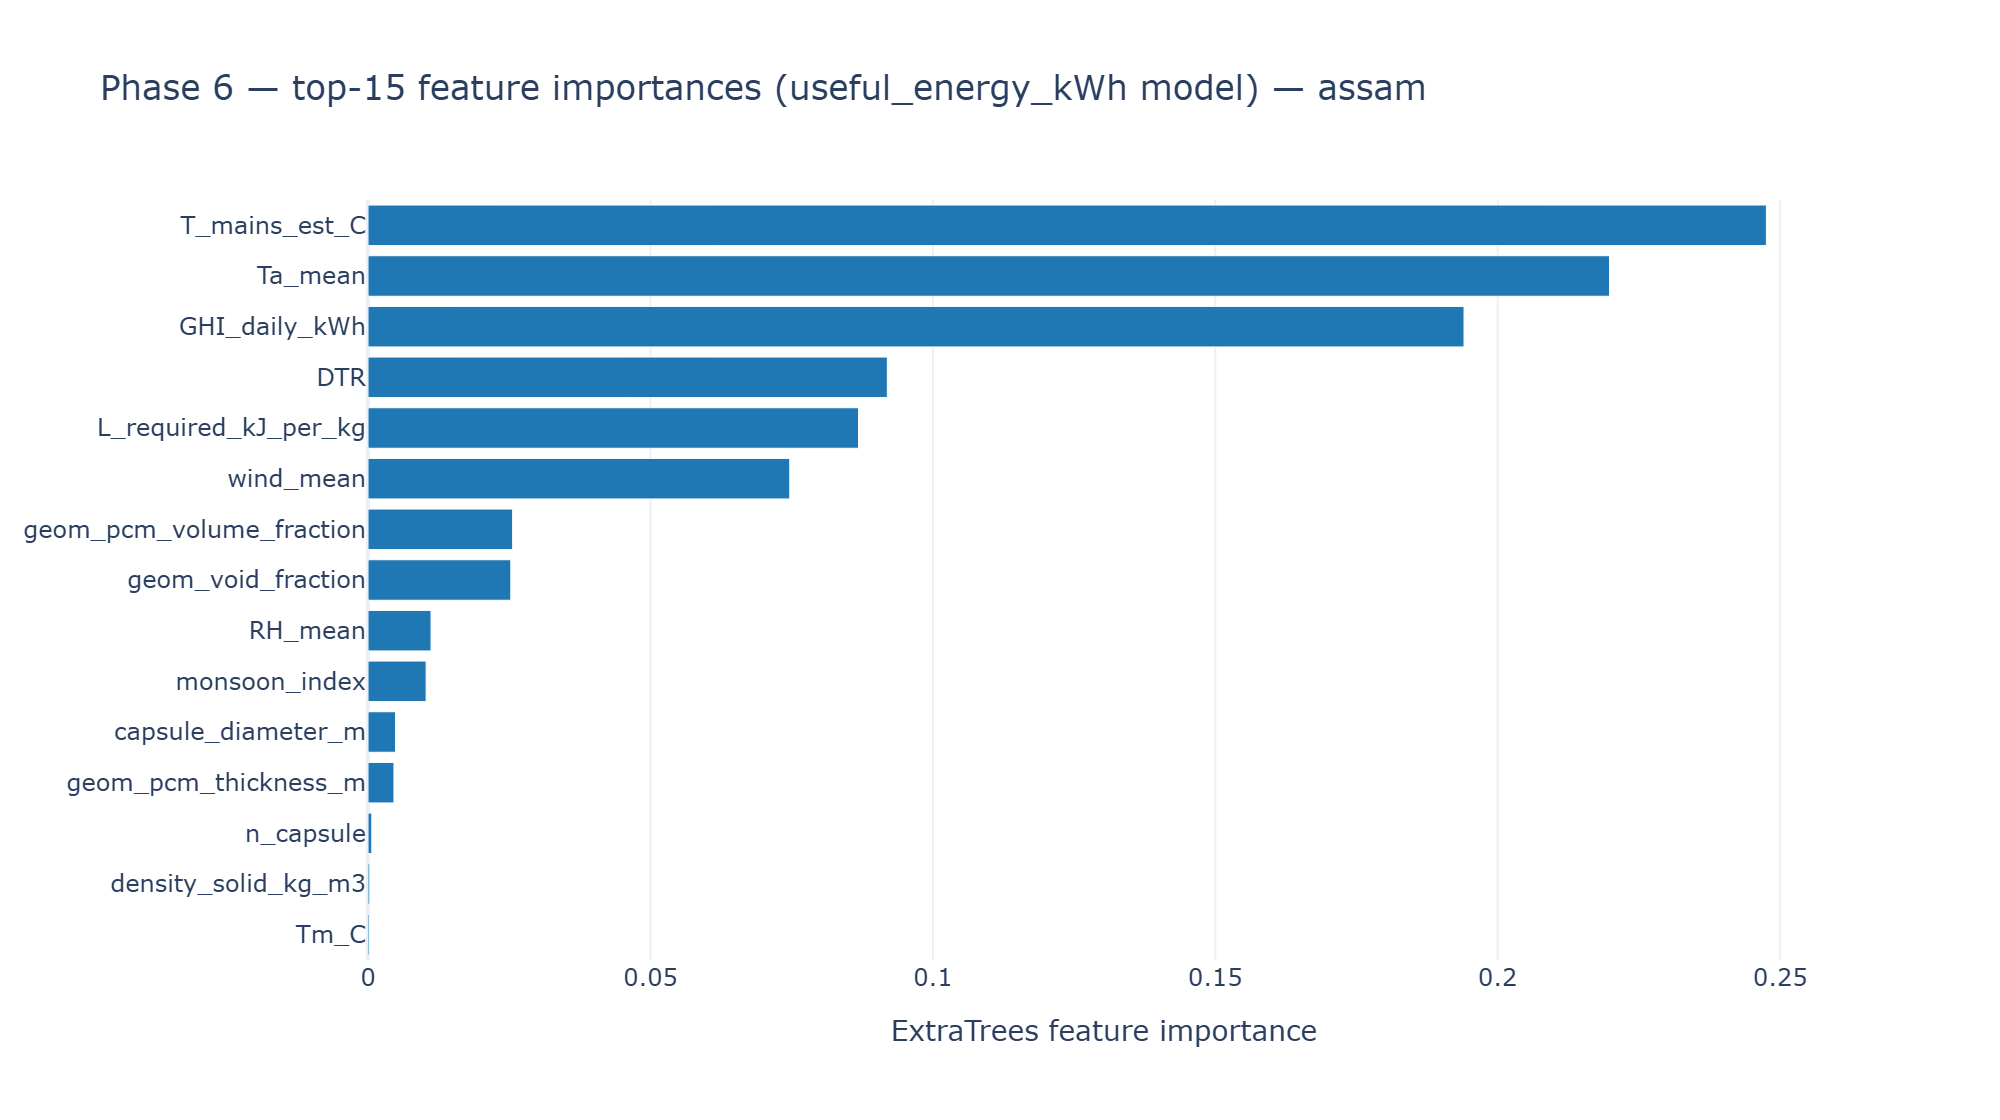 Phase 6 — top-15 feature importances (useful_energy_kWh model) — assam
T_mains_est_C
Ta_mean
GHI_daily_kWh
DTR
L_required_kJ_per_kg
wind_mean
geom_pcm_volume_fraction
geom_void_fraction
RH_mean
monsoon_index
capsule_diameter_m
geom_pcm_thickness_m
n_capsule
density_solid_kg_m3
Tm_C
0 0.05 0.1 0.15 0.2 0.25
ExtraTrees feature importance